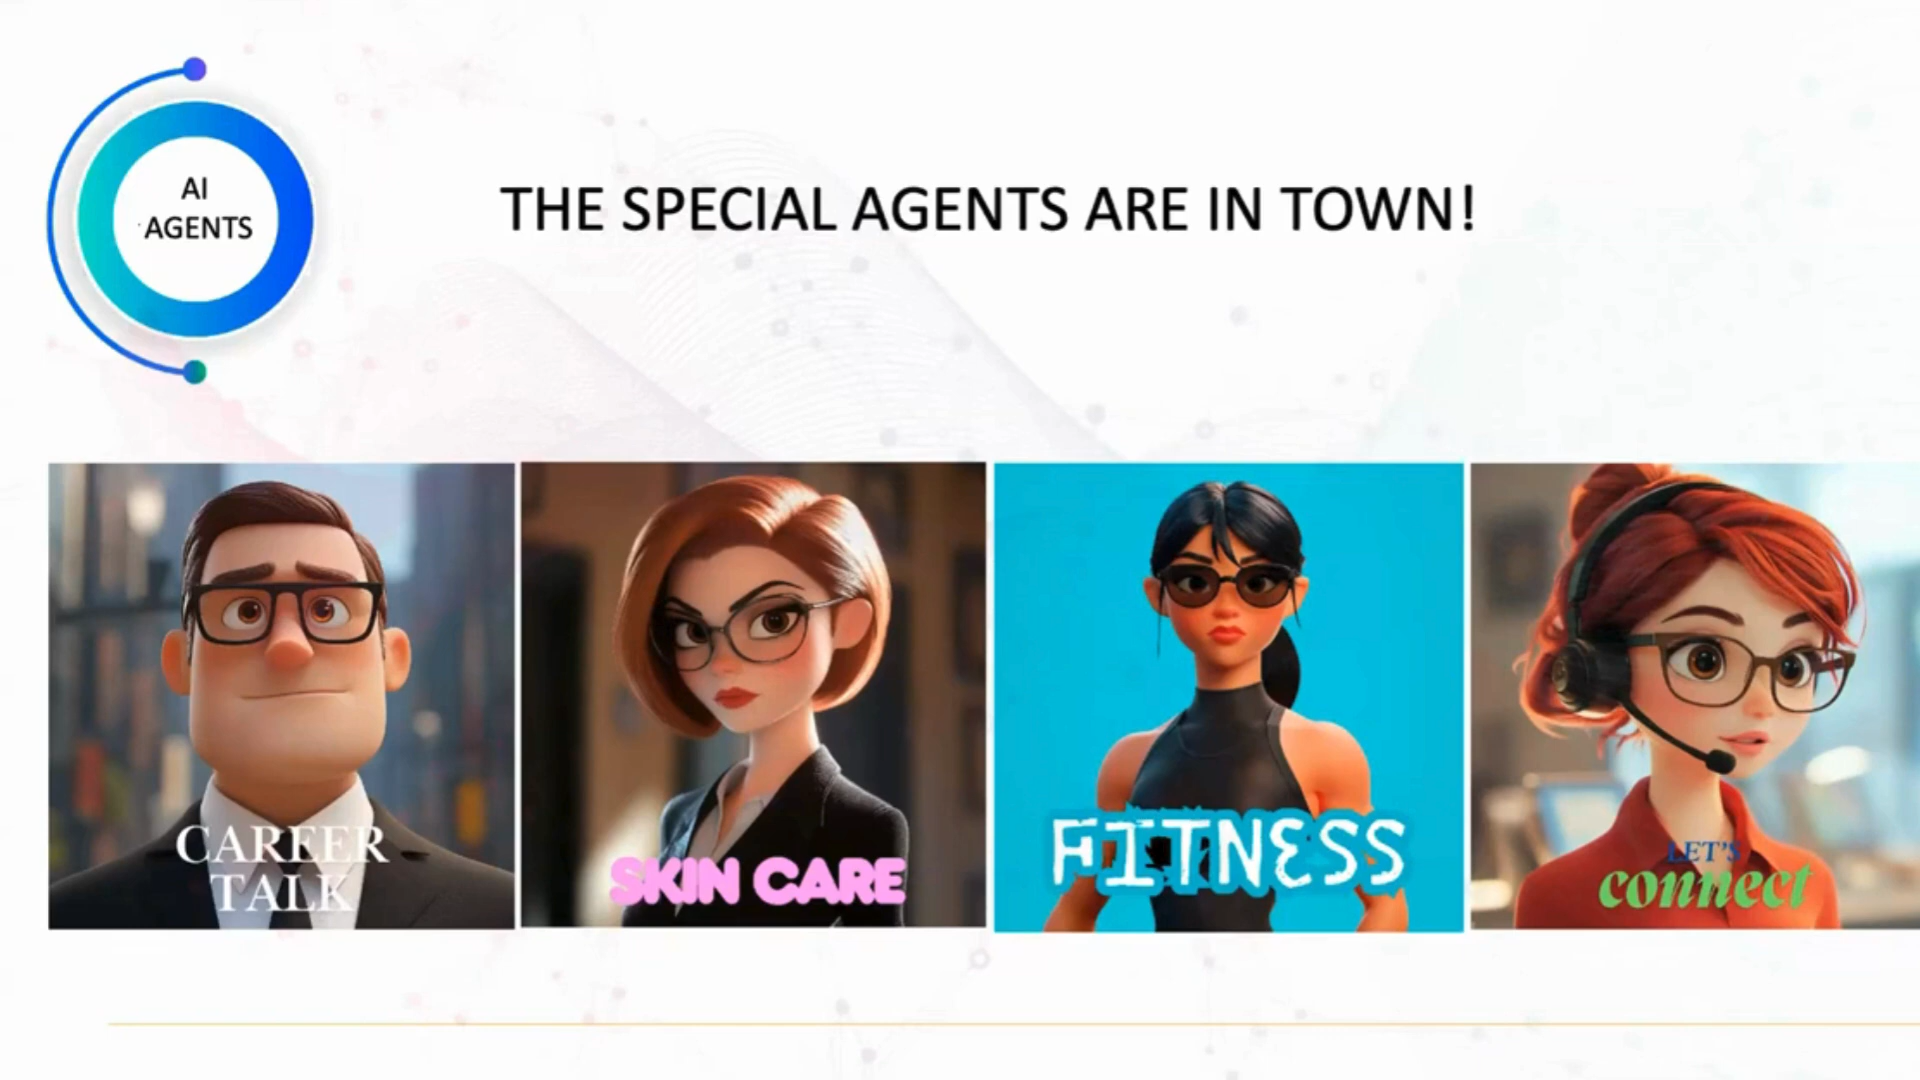 AI
AGENTS
THE SPECIAL AGENTS ARE IN TOWN!
CAREER
TALK
SKIN CARE
FITNESS
LET'S
connect